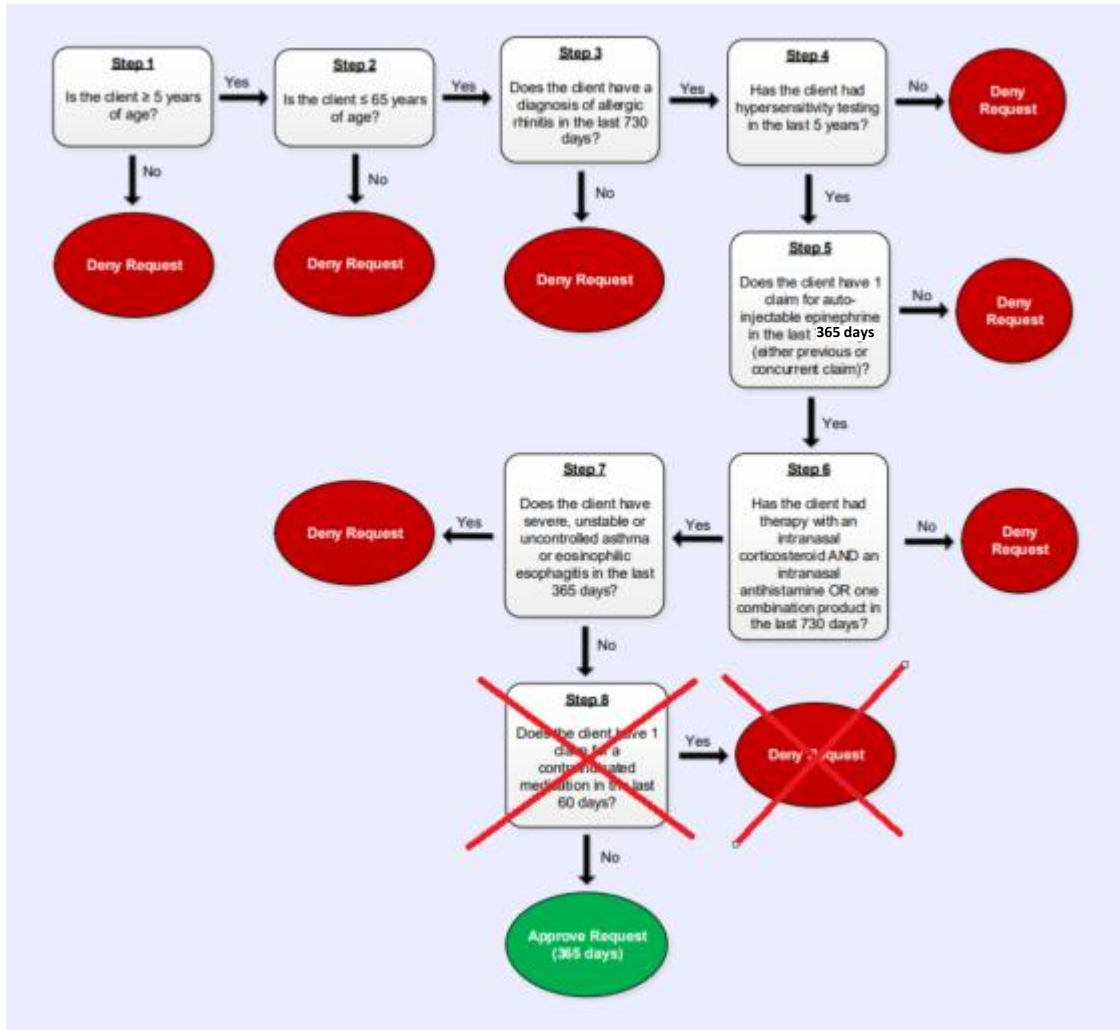 Step 1
Is the client ≥ 5 years
of age?
Yes
No
Deny Request
Step 2
Is the client ≤ 65 years
of age?
Yes
No
Deny Request
Step 3
Does the client have a
diagnosis of allergic
rhinitis in the last 730
days?
Yes
No
Deny Request
Step 4
Has the client had
hypersensitivity testing
in the last 5 years?
No
Deny
Request
Yes
Step 5
Does the client have 1
claim for auto-
injectable epinephrine
in the last 365 days
(either previous or
concurrent claim)?
No
Deny
Request
Yes
Step 6
Has the client had
therapy with an
intranasal
corticosteroid AND an
intranasal
antihistamine OR one
combination product in
the last 730 days?
No
Deny
Request
Yes
Step 7
Does the client have
severe, unstable or
uncontrolled asthma
or eosinophilic
esophagitis in the last
365 days?
Yes
Deny Request
No
Step 8
Does the client have 1
claim for a
contraindicated
medication in the last
60 days?
Yes
Deny Request
No
Approve Request
(365 days)